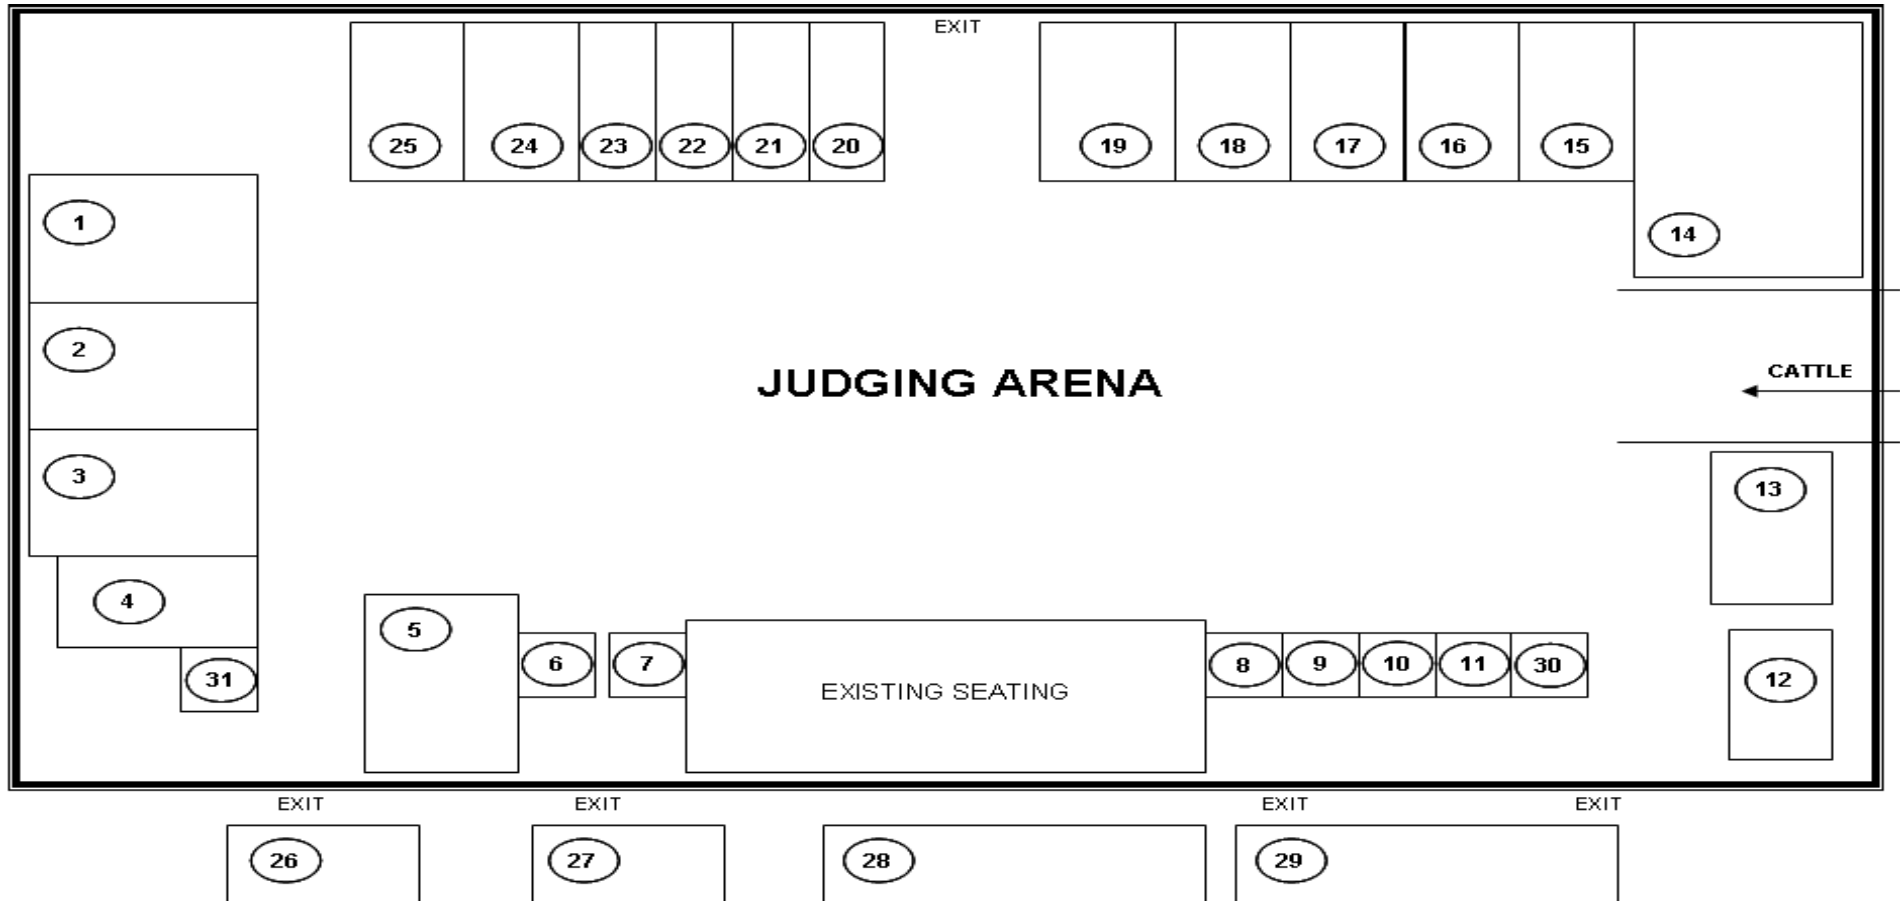 EXIT
25 24 23 22 21 20 19 18 17 16 15
1
14
2
CATTLE
JUDGING ARENA
3
13
4
5
6 7 8 9 10 11 30
31
EXISTING SEATING
12
EXIT EXIT EXIT EXIT
26 27 28 29